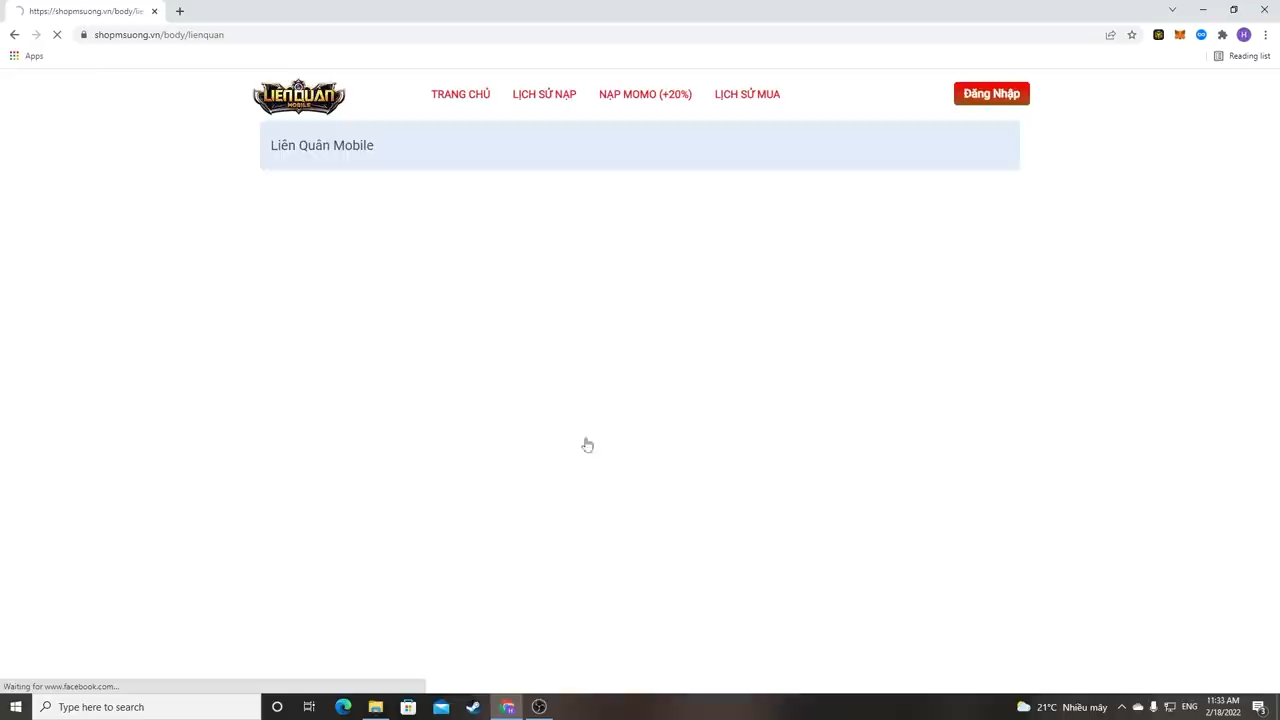 https://shopmsuong.vn/body/lie
shopmsuong.vn/body/lienquan
Apps
Reading list
LIÊN QUÂN
MOBILE
TRANG CHỦ
LỊCH SỬ NẠP
NẠP MOMO (+20%)
LỊCH SỬ MUA
Đăng Nhập
Liên Quân Mobile
Waiting for www.facebook.com...
Type here to search
21°C Nhiều mây
ENG
11:33 AM
2/18/2022
H
3